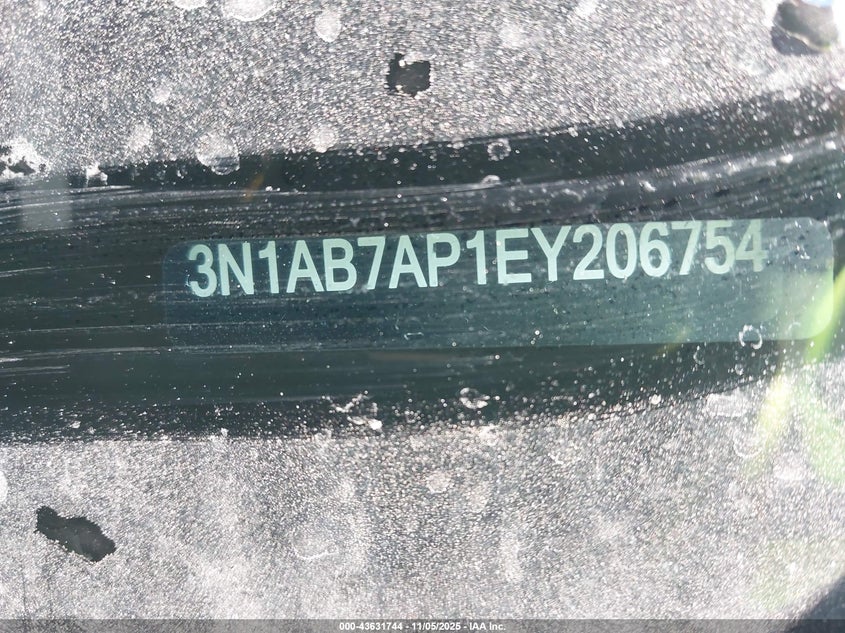 3N1AB7AP1EY206754
000-43631744 - 11/05/2025 - IAA Inc.